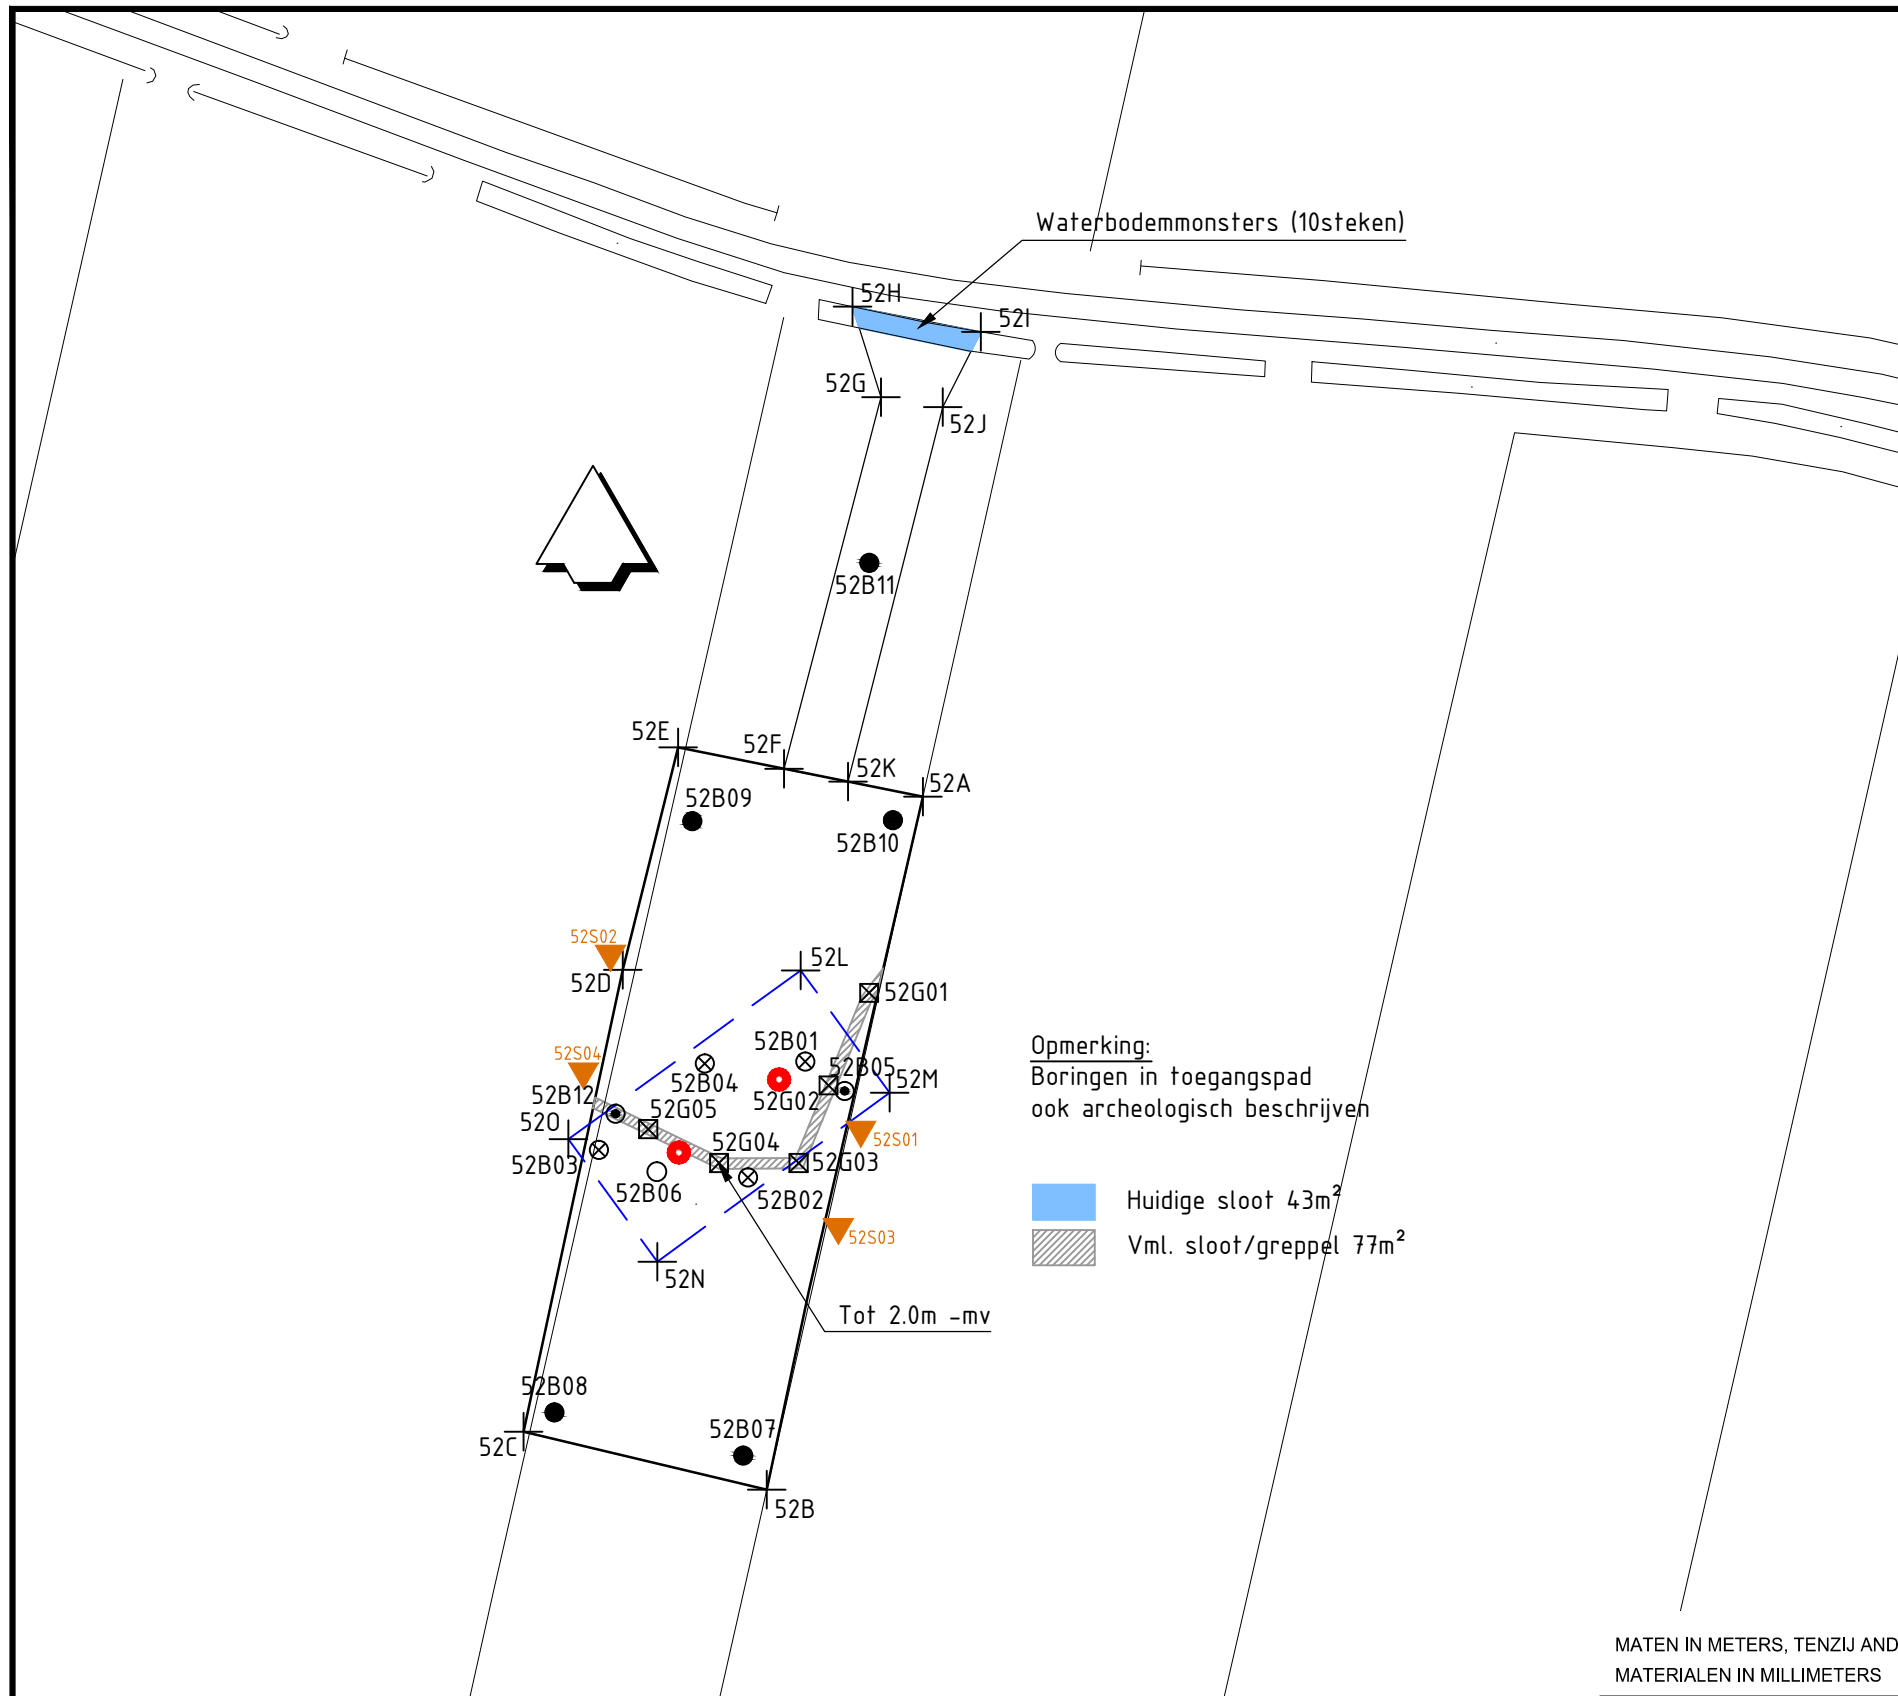 Waterbodemmonsters (10steken)
52H
52I
52G
52J
52B11
52E
52F
52K
52A
52B09
52B10
52S02
52D
52L
52G01
52B01
52S04
52B04
52B05
52B12
52G02
52M
52G05
52O
52G04
52S01
52B03
52G03
52B06
52B02
52S03
52N
Opmerking:
Boringen in toegangspad
ook archeologisch beschrijven
Huidige sloot 43m²
Vml. sloot/greppel 77m²
Tot 2.0m -mv
52B08
52B07
52C
52B
MATEN IN METERS, TENZIJ AND
MATERIALEN IN MILLIMETERS